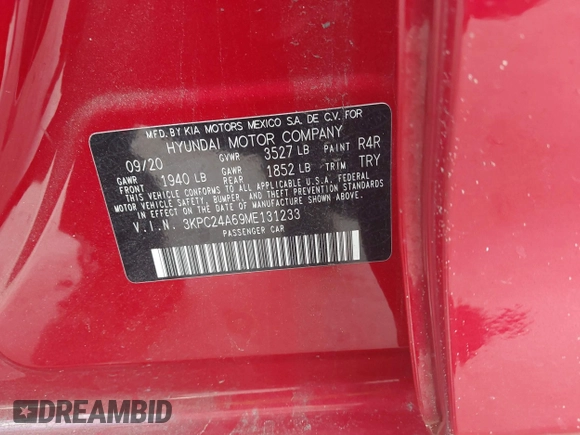 MFD. BY KIA MOTORS MEXICO S.A. DE C.V. FOR
HYUNDAI MOTOR COMPANY
09/20 GVWR 3527 LB PAINT R4R
GAWR FRONT 1940 LB GAWR REAR 1852 LB TRIM TRY
THIS VEHICLE CONFORMS TO ALL APPLICABLE U.S.A. FEDERAL
MOTOR VEHICLE SAFETY, BUMPER, AND THEFT PREVENTION STANDARDS
IN EFFECT ON THE DATE OF MANUFACTURE SHOWN ABOVE.
V.I.N. 3KPC24A69ME131233
PASSENGER CAR
DREAMBID